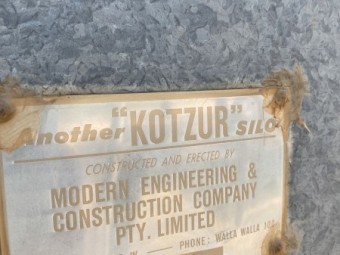 Another "KOTZUR" SILO
CONSTRUCTED AND ERECTED BY
MODERN ENGINEERING &
CONSTRUCTION COMPANY
PTY. LIMITED
PHONE: WALLA WALLA